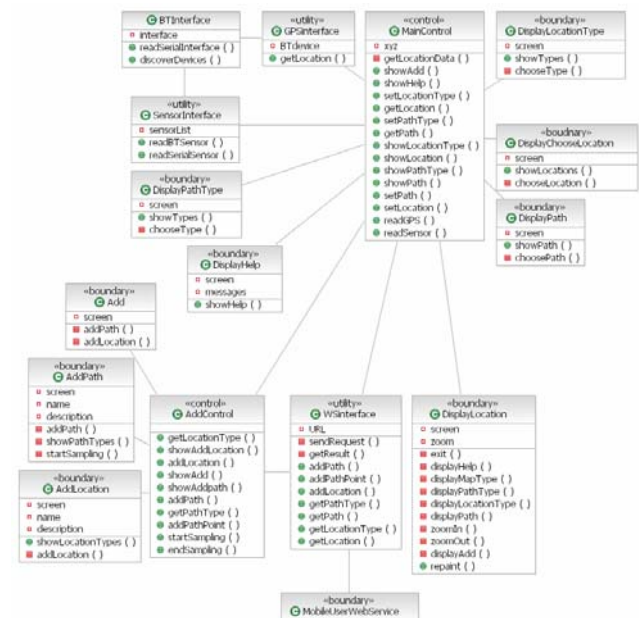 BTInterface
interface
readSerialInterface ( )
discoverDevices ( )
«utility»
GPSinterface
BTdevice
getLocation ( )
«control»
MainControl
xyz
getLocationData ( )
showAdd ( )
showHelp ( )
setLocationType ( )
getLocation ( )
setPathType ( )
getPath ( )
showLocationType ( )
showLocation ( )
showPathType ( )
showPath ( )
setPath ( )
setLocation ( )
readGPS ( )
readSensor ( )
«boundary»
DisplayLocationType
screen
showTypes ( )
chooseType ( )
«utility»
SensorInterface
sensorList
readBTSensor ( )
readSerialSensor ( )
«boudnary»
DisplayChooseLocation
screen
showLocations ( )
chooseLocation ( )
«boundary»
DisplayPathType
screen
showTypes ( )
chooseType ( )
«boundary»
DisplayPath
screen
showPath ( )
choosePath ( )
«boundary»
DisplayHelp
screen
messages
showHelp ( )
«boundary»
Add
screen
addPath ( )
addLocation ( )
«boundary»
AddPath
screen
name
description
addPath ( )
showPathTypes ( )
startSampling ( )
«control»
AddControl
getLocationType ( )
showAddLocation ( )
addLocation ( )
showAdd ( )
showAddpath ( )
addPath ( )
getPathType ( )
addPathPoint ( )
startSampling ( )
endSampling ( )
«utility»
WSinterface
URL
sendRequest ( )
getResult ( )
addPath ( )
addPathPoint ( )
addLocation ( )
getPathType ( )
getPath ( )
getLocationType ( )
getLocation ( )
«boundary»
DisplayLocation
screen
zoom
exit ( )
displayHelp ( )
displayMapType ( )
displayPathType ( )
displayLocationType ( )
displayPath ( )
zoomIn ( )
zoomOut ( )
displayAdd ( )
repaint ( )
«boundary»
AddLocation
screen
name
description
showLocationTypes ( )
addLocation ( )
«boundary»
MobileUserWebService